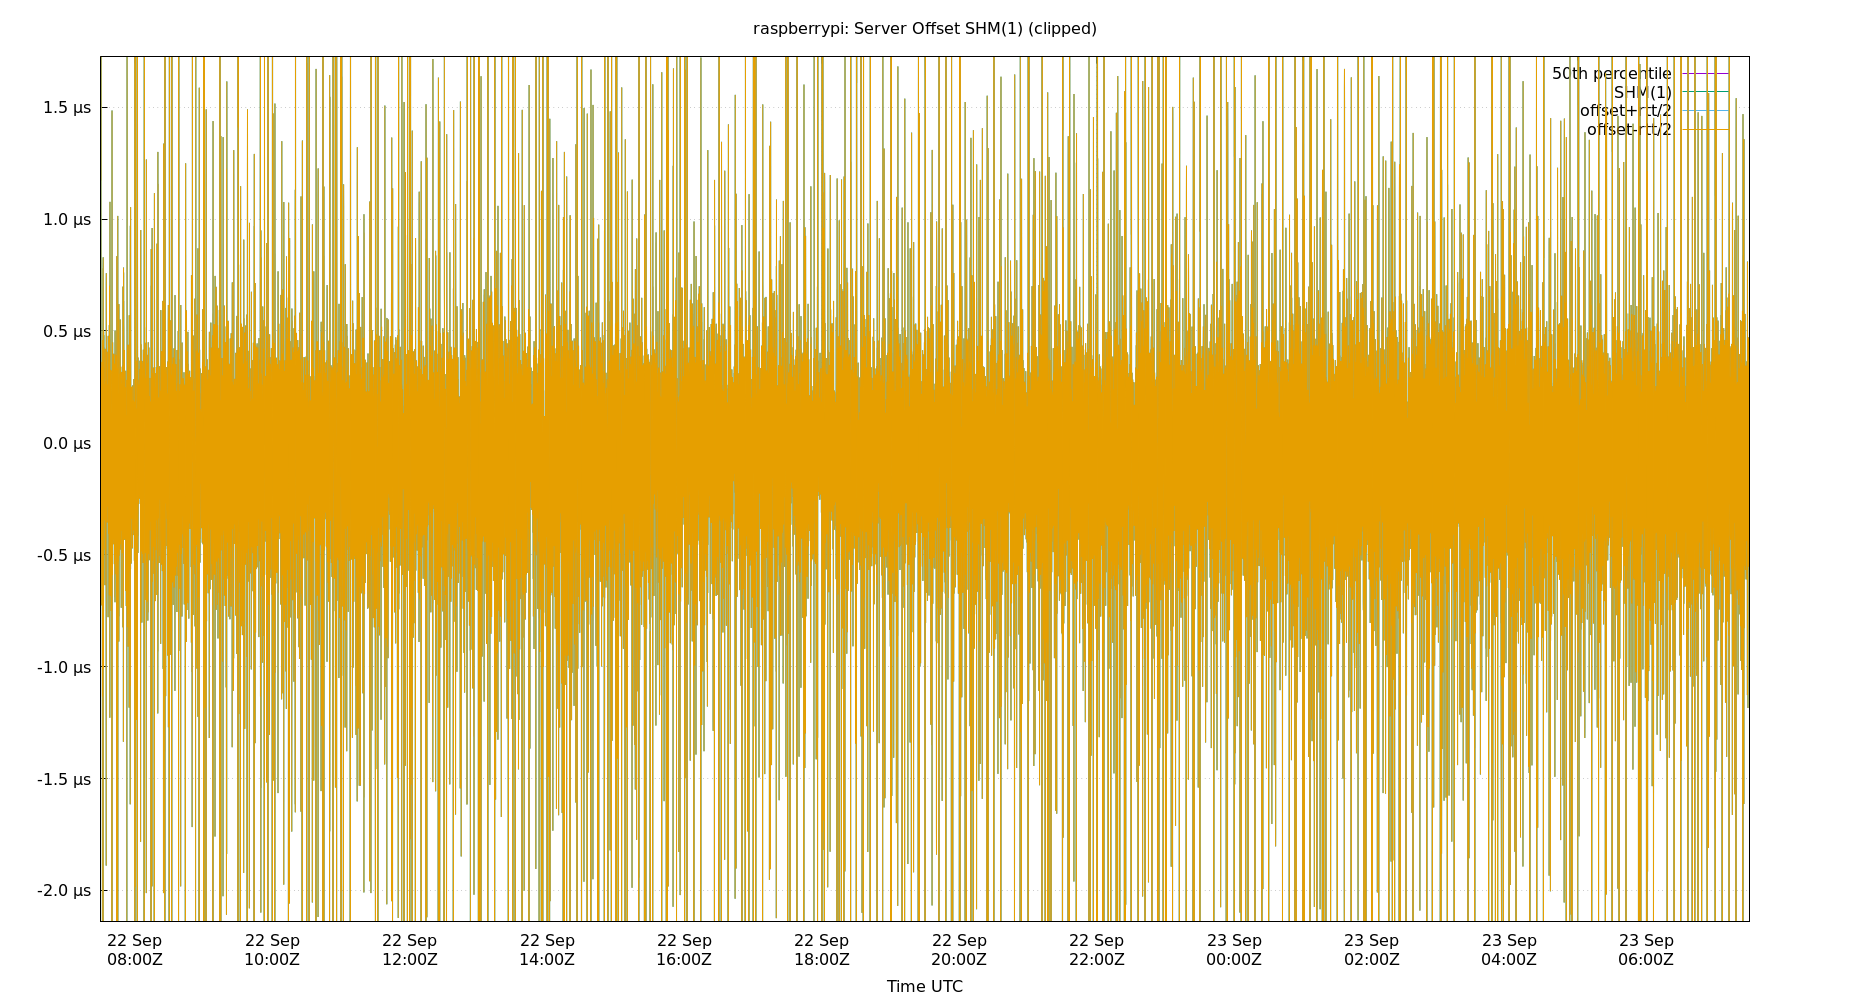 raspberrypi: Server Offset SHM(1) (clipped)
50th percentile
SHM(1)
offset+rtt/2
offset-rtt/2
1.5 µs
1.0 µs
0.5 µs
0.0 µs
-0.5 µs
-1.0 µs
-1.5 µs
-2.0 µs
22 Sep 22 Sep 22 Sep 22 Sep 22 Sep 22 Sep 22 Sep 22 Sep 23 Sep 23 Sep 23 Sep 23 Sep
08:00Z 10:00Z 12:00Z 14:00Z 16:00Z 18:00Z 20:00Z 22:00Z 00:00Z 02:00Z 04:00Z 06:00Z
Time UTC